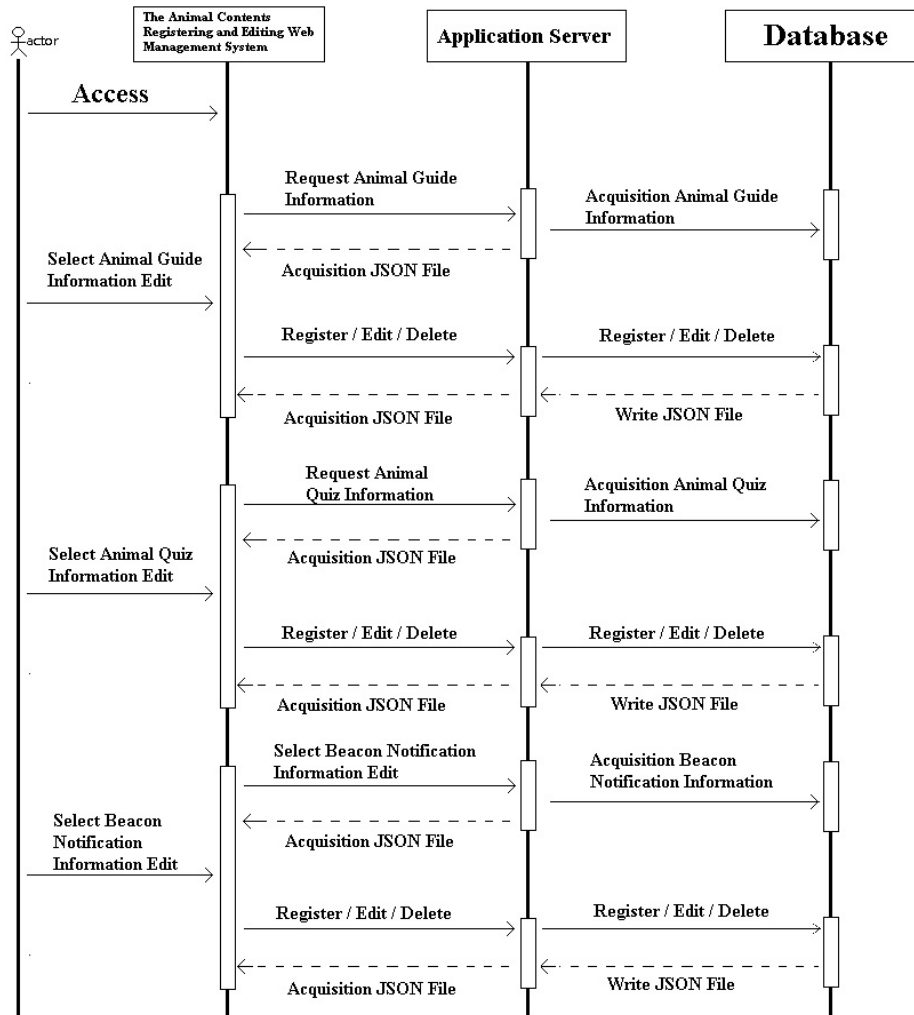 The Animal Contents
Registering and Editing Web
Management System
Application Server
Database
actor
Access
Request Animal Guide
Information
Acquisition Animal Guide
Information
Select Animal Guide
Information Edit
Acquisition JSON File
Register / Edit / Delete
Register / Edit / Delete
Acquisition JSON File
Write JSON File
Request Animal
Quiz Information
Acquisition Animal Quiz
Information
Select Animal Quiz
Information Edit
Acquisition JSON File
Register / Edit / Delete
Register / Edit / Delete
Acquisition JSON File
Write JSON File
Select Beacon Notification
Information Edit
Acquisition Beacon
Notification Information
Select Beacon
Notification
Information Edit
Acquisition JSON File
Register / Edit / Delete
Register / Edit / Delete
Acquisition JSON File
Write JSON File